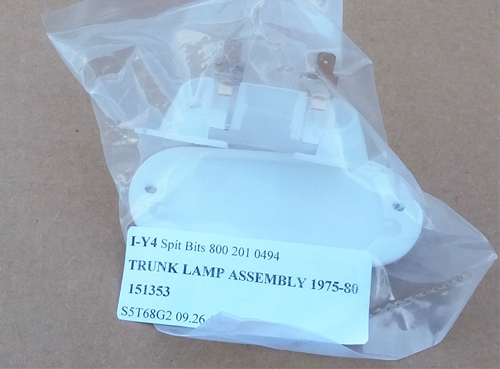 I-Y4 Spit Bits 800 201 0494
TRUNK LAMP ASSEMBLY 1975-80
151353
S5T68G2 09.26